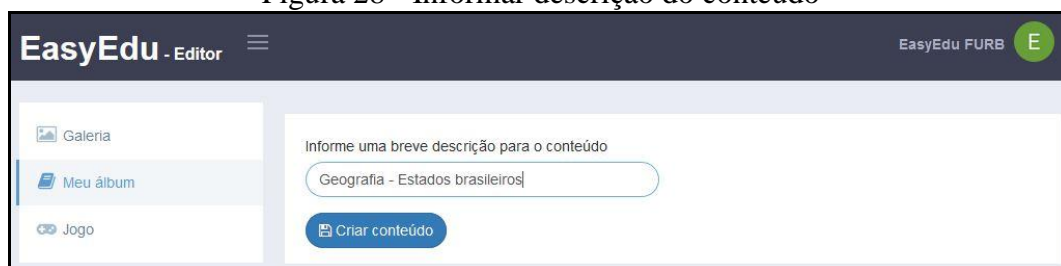 Figura 28 - Informar descrição do conteúdo
EasyEdu - Editor
EasyEdu FURB E
Galeria
Meu álbum
Jogo
Informe uma breve descrição para o conteúdo
Geografia - Estados brasileiros
Criar conteúdo